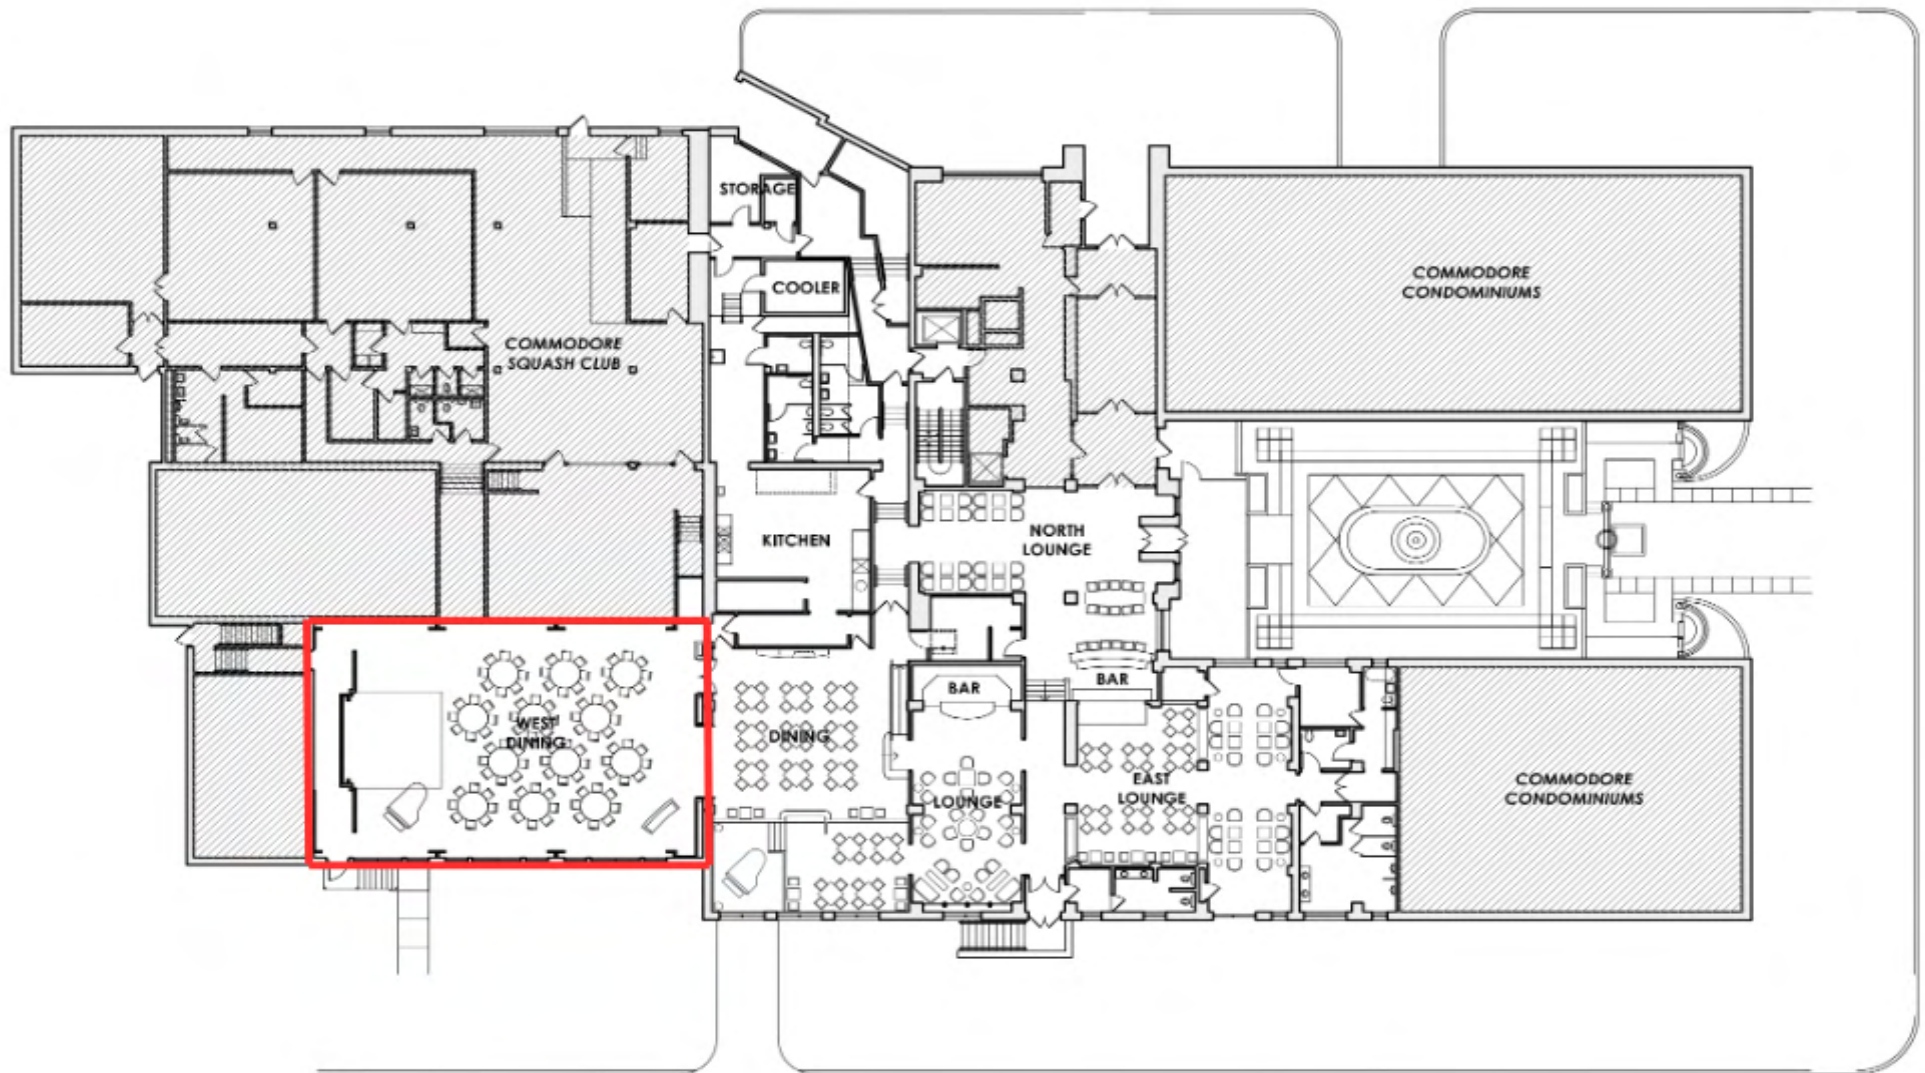 STORAGE
COOLER
COMMODORE
CONDOMINIUMS
COMMODORE
SQUASH CLUB
KITCHEN
NORTH
LOUNGE
BAR
BAR
WEST
DINING
DINING
LOUNGE
EAST
LOUNGE
COMMODORE
CONDOMINIUMS